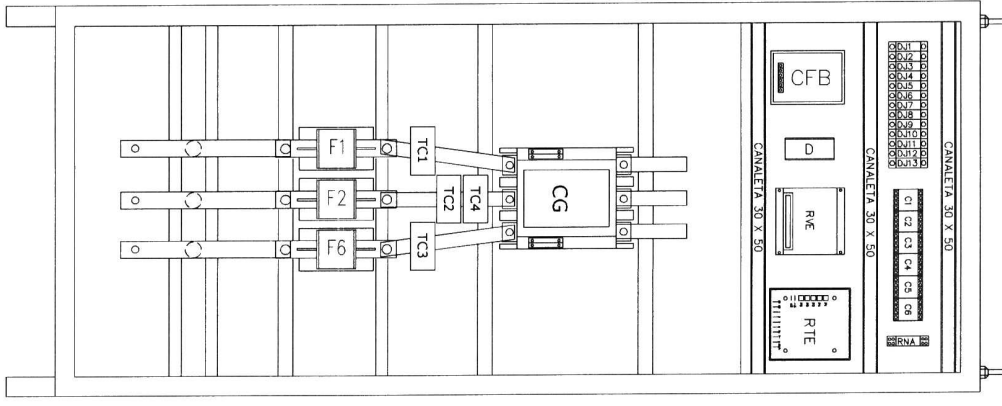 F1
F2
F6
TC1
TC2
TC4
TC3
CG
CANALETA 30 X 50
CFB
D
RVE
RTE
CANALETA 30 X 50
DJ1
DJ2
DJ3
DJ4
DJ5
DJ6
DJ7
DJ8
DJ9
DJ10
DJ11
DJ12
DJ13
C1
C2
C3
C4
C5
C6
RNA
CANALETA 30 X 50